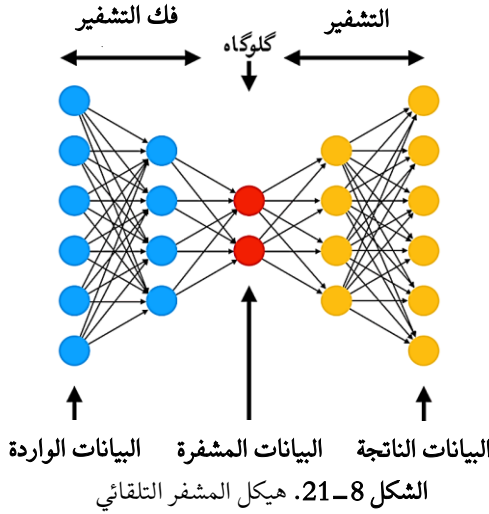 التشفير
فك التشفير
گلوگاه
البيانات الناتجة
البيانات المشفرة
البيانات الواردة
الشكل 8–21. هيكل المشفر التلقائي